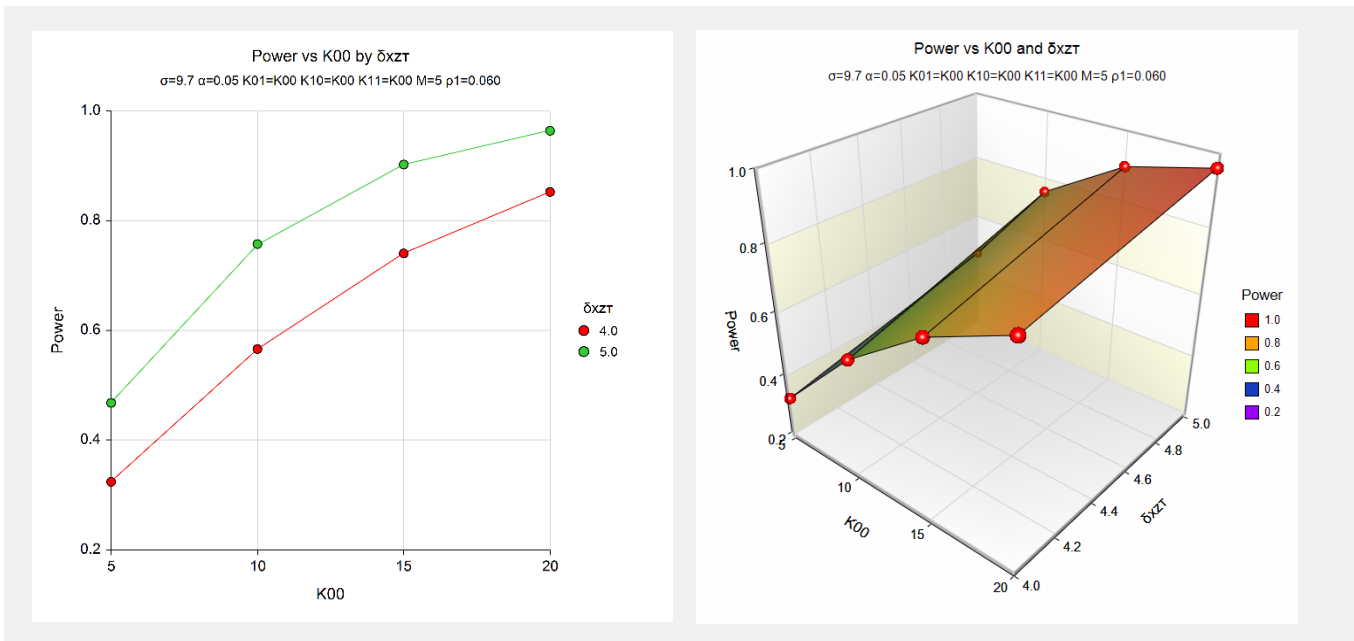 Power vs K00 by δxzτ
σ=9.7 α=0.05 K01=K00 K10=K00 K11=K00 M=5 ρ1=0.060
1.0
0.8
0.6
0.4
0.2
Power
5
10
15
20
K00
δxzτ
4.0
5.0
Power vs K00 and δxzτ
σ=9.7 α=0.05 K01=K00 K10=K00 K11=K00 M=5 ρ1=0.060
1.0
0.8
0.6
0.4
0.2
Power
5
10
15
20
K00
4.0
4.2
4.4
4.6
4.8
5.0
δxzτ
Power
1.0
0.8
0.6
0.4
0.2